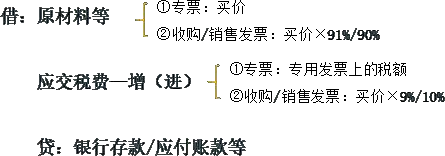 ①专票：买价
借：原材料等
②收购/销售发票：买价×91%/90%
①专票：专用发票上的税额
应交税费—增（进）
②收购/销售发票：买价×9%/10%
贷：银行存款/应付账款等